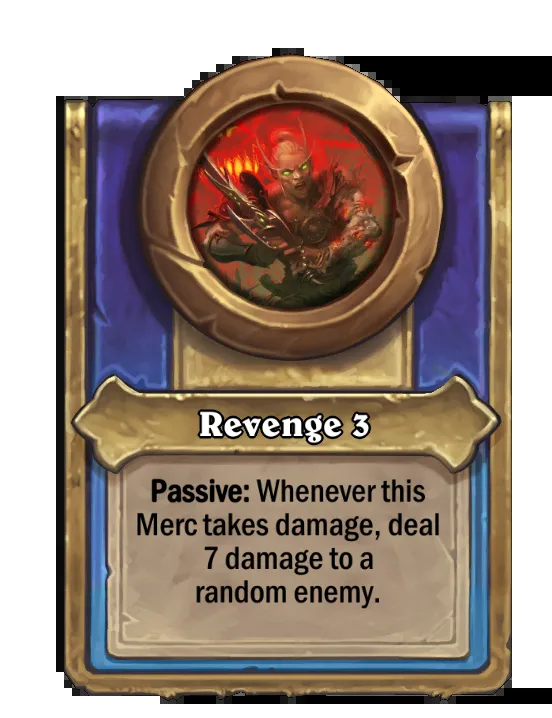 Revenge 3
Passive: Whenever this
Merc takes damage, deal
7 damage to a
random enemy.